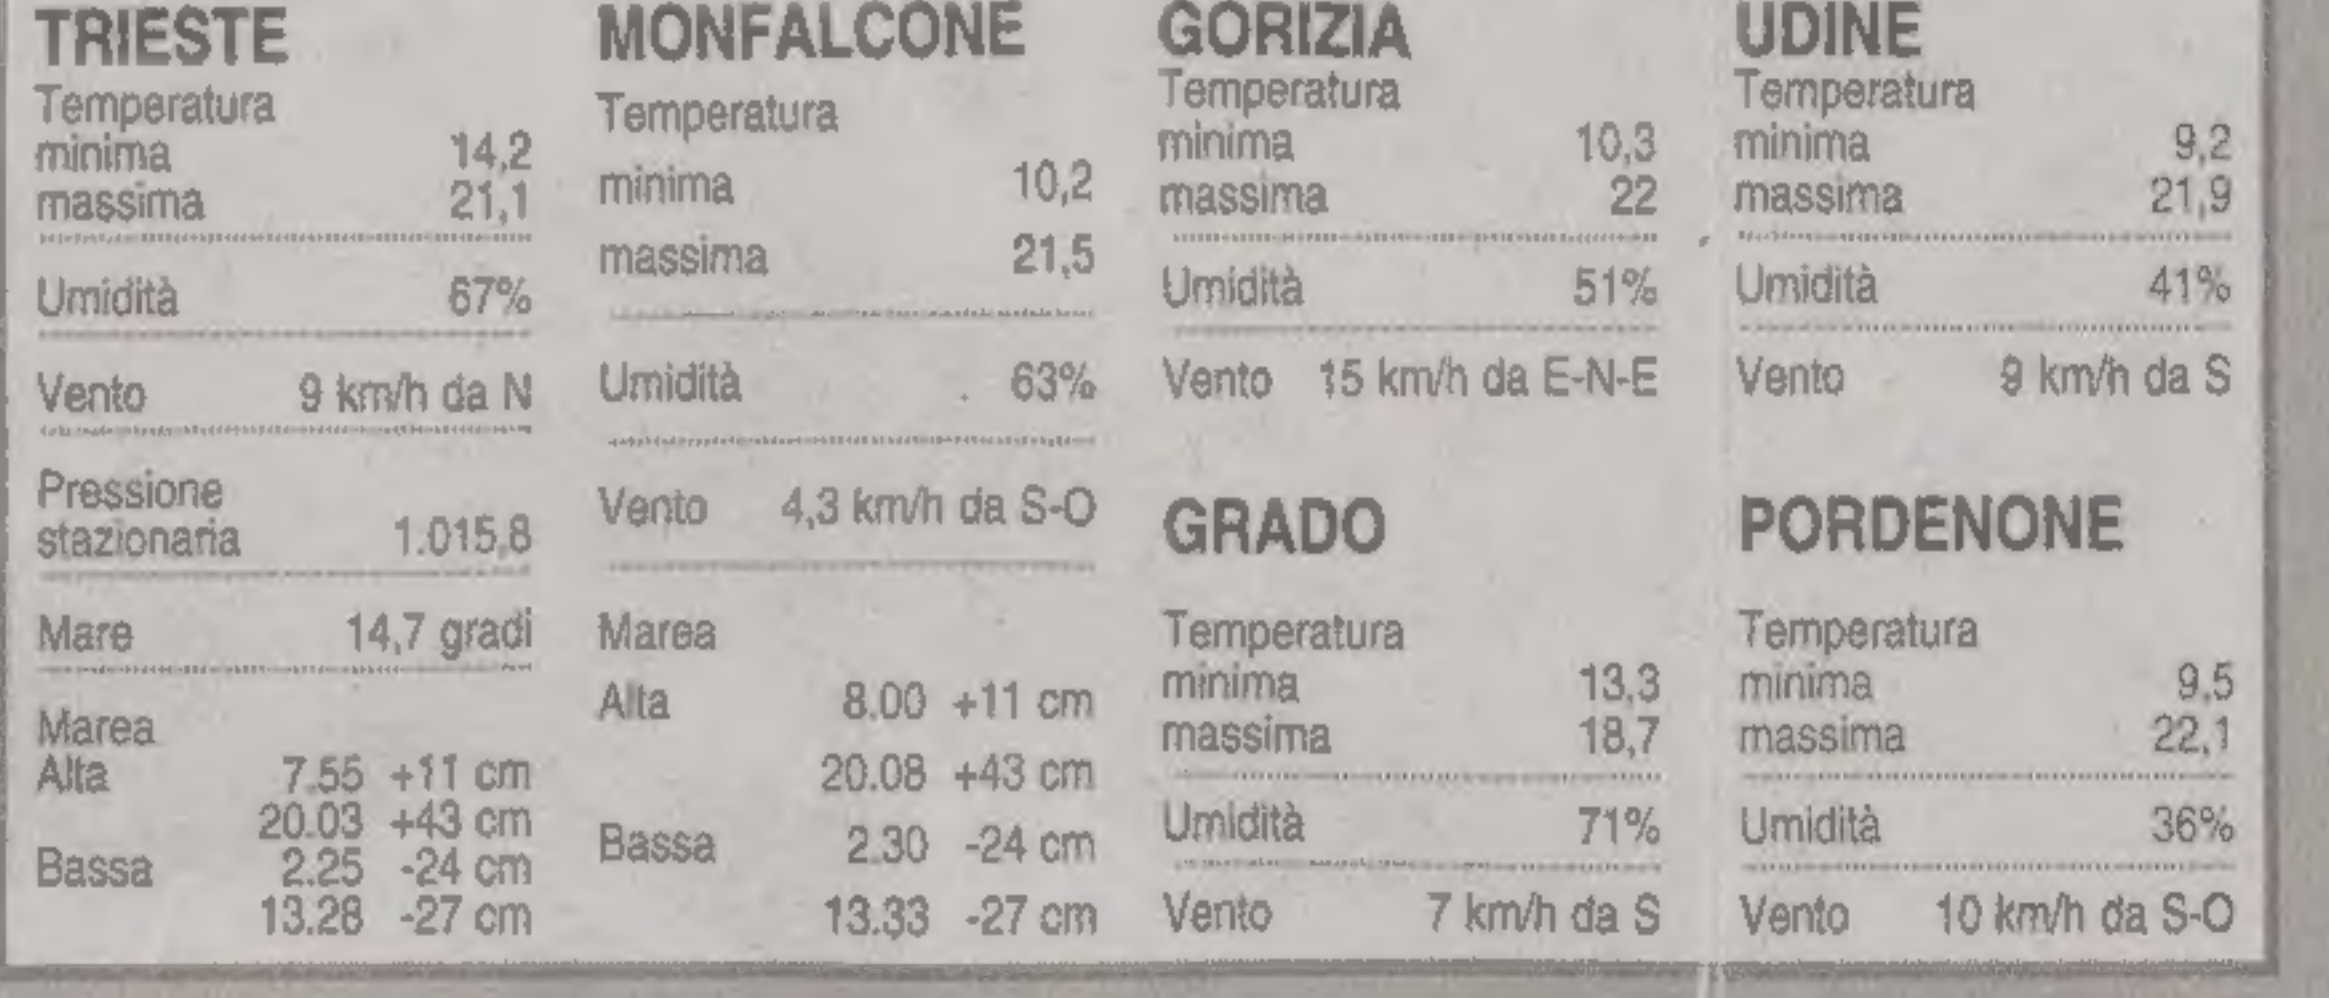 TRIESTE
Temperatura
minima 14,2
massima 21,1
Umidità 67%
Vento 9 km/h da N
Pressione
stazionaria 1.015,8
Mare 14,7 gradi
Marea
Alta 7.55 +11 cm
20.03 +43 cm
Bassa 2.25 -24 cm
13.28 -27 cm
MONFALCONE
Temperatura
minima 10,2
massima 21,5
Umidità 63%
Vento 4,3 km/h da S-O
Marea
Alta 8.00 +11 cm
20.08 +43 cm
Bassa 2.30 -24 cm
13.33 -27 cm
GORIZIA
Temperatura
minima 10,3
massima 22
Umidità 51%
Vento 15 km/h da E-N-E
GRADO
Temperatura
minima 13,3
massima 18,7
Umidità 71%
Vento 7 km/h da S
UDINE
Temperatura
minima 9,2
massima 21,9
Umidità 41%
Vento 9 km/h da S
PORDENONE
Temperatura
minima 9,5
massima 22,1
Umidità 36%
Vento 10 km/h da S-O